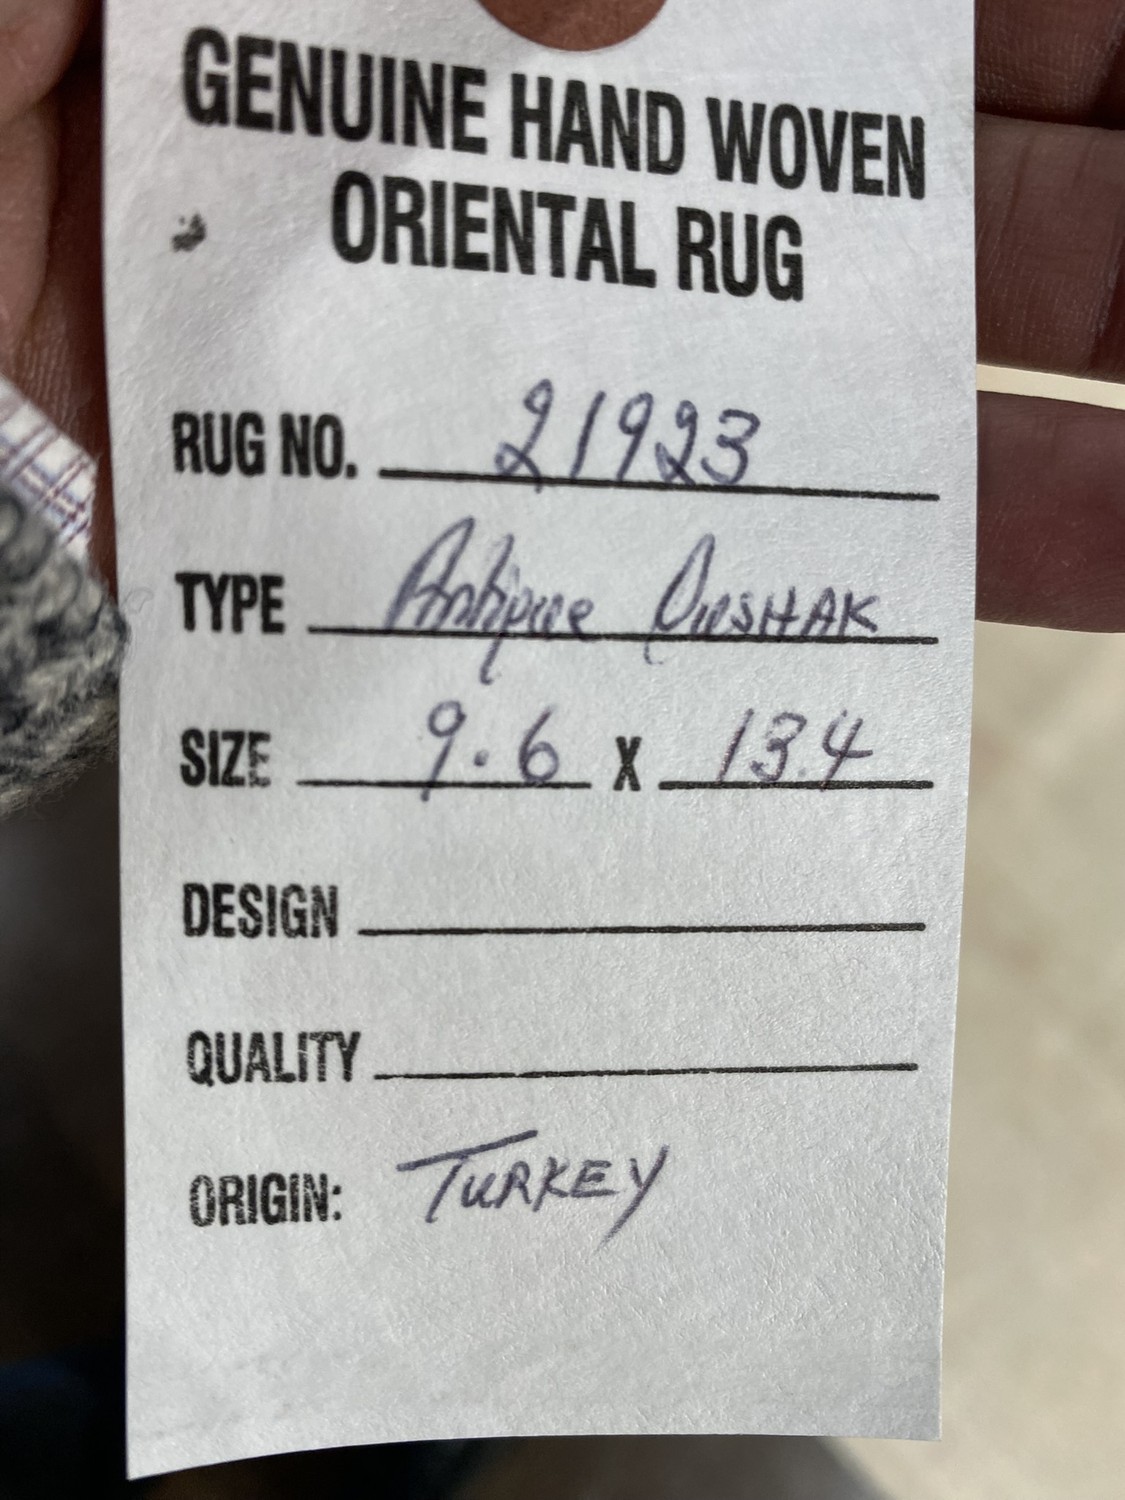 GENUINE HAND WOVEN
ORIENTAL RUG
RUG NO. 21923
TYPE Antique OuSHAK
SIZE 9.6 X 13.4
DESIGN
QUALITY
ORIGIN: TURKEY